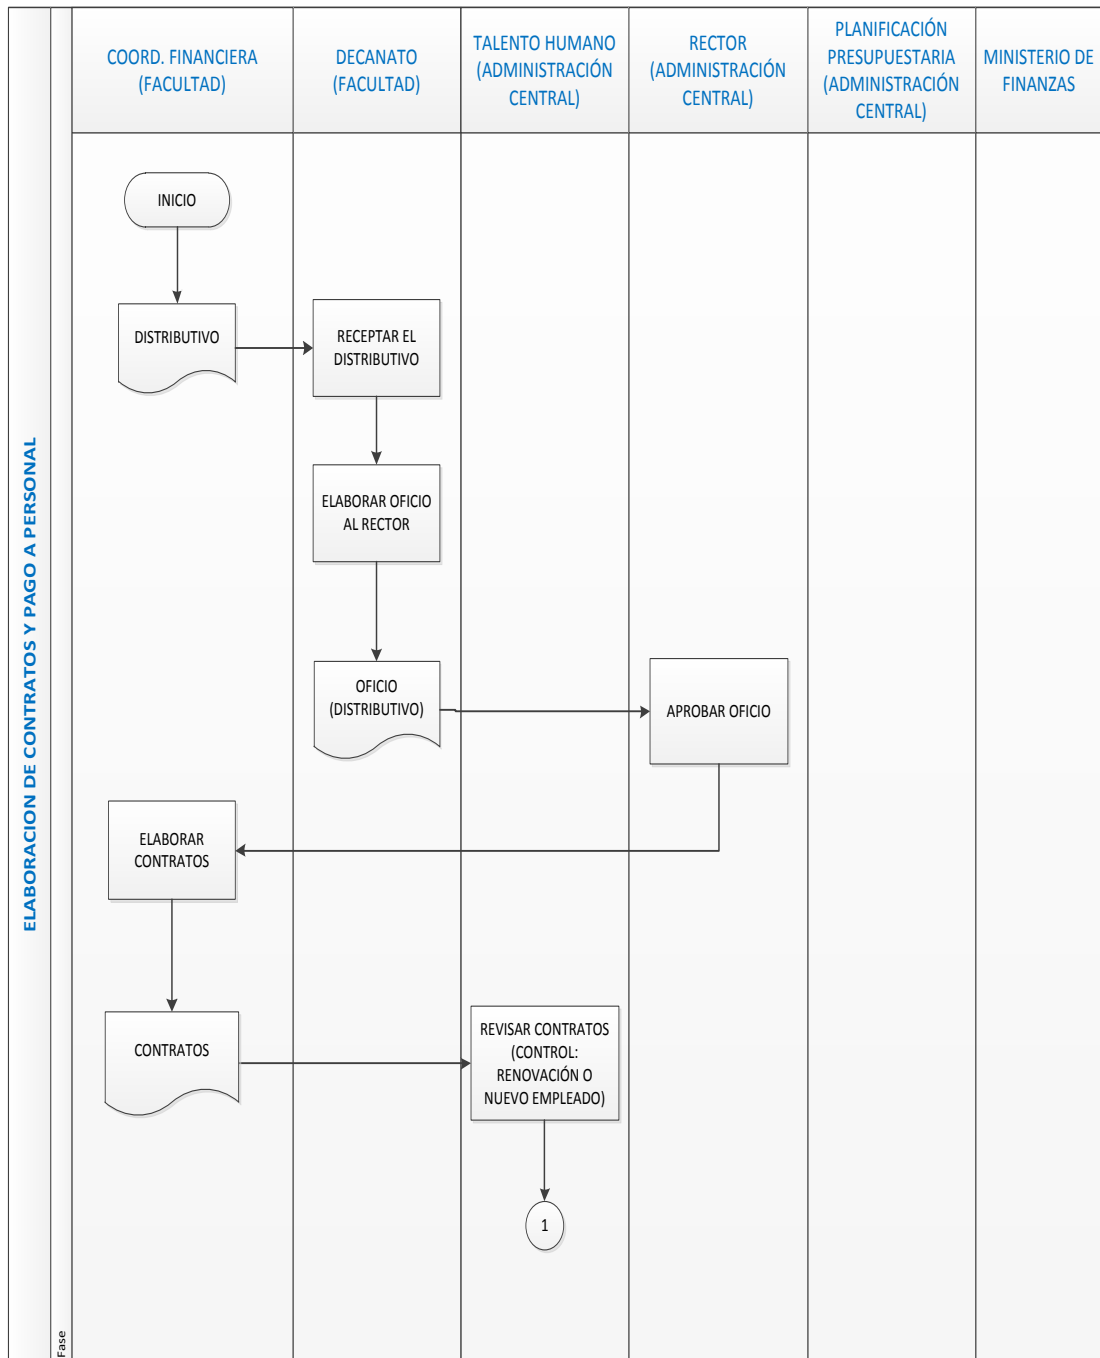 ELABORACION DE CONTRATOS Y PAGO A PERSONAL
Fase
COORD. FINANCIERA
(FACULTAD)
DECANATO
(FACULTAD)
TALENTO HUMANO
(ADMINISTRACIÓN
CENTRAL)
RECTOR
(ADMINISTRACIÓN
CENTRAL)
PLANIFICACIÓN
PRESUPUESTARIA
(ADMINISTRACIÓN
CENTRAL)
MINISTERIO DE
FINANZAS
INICIO
DISTRIBUTIVO
RECEPTAR EL
DISTRIBUTIVO
ELABORAR OFICIO
AL RECTOR
OFICIO
(DISTRIBUTIVO)
APROBAR OFICIO
ELABORAR
CONTRATOS
CONTRATOS
REVISAR CONTRATOS
(CONTROL:
RENOVACIÓN O
NUEVO EMPLEADO)
1